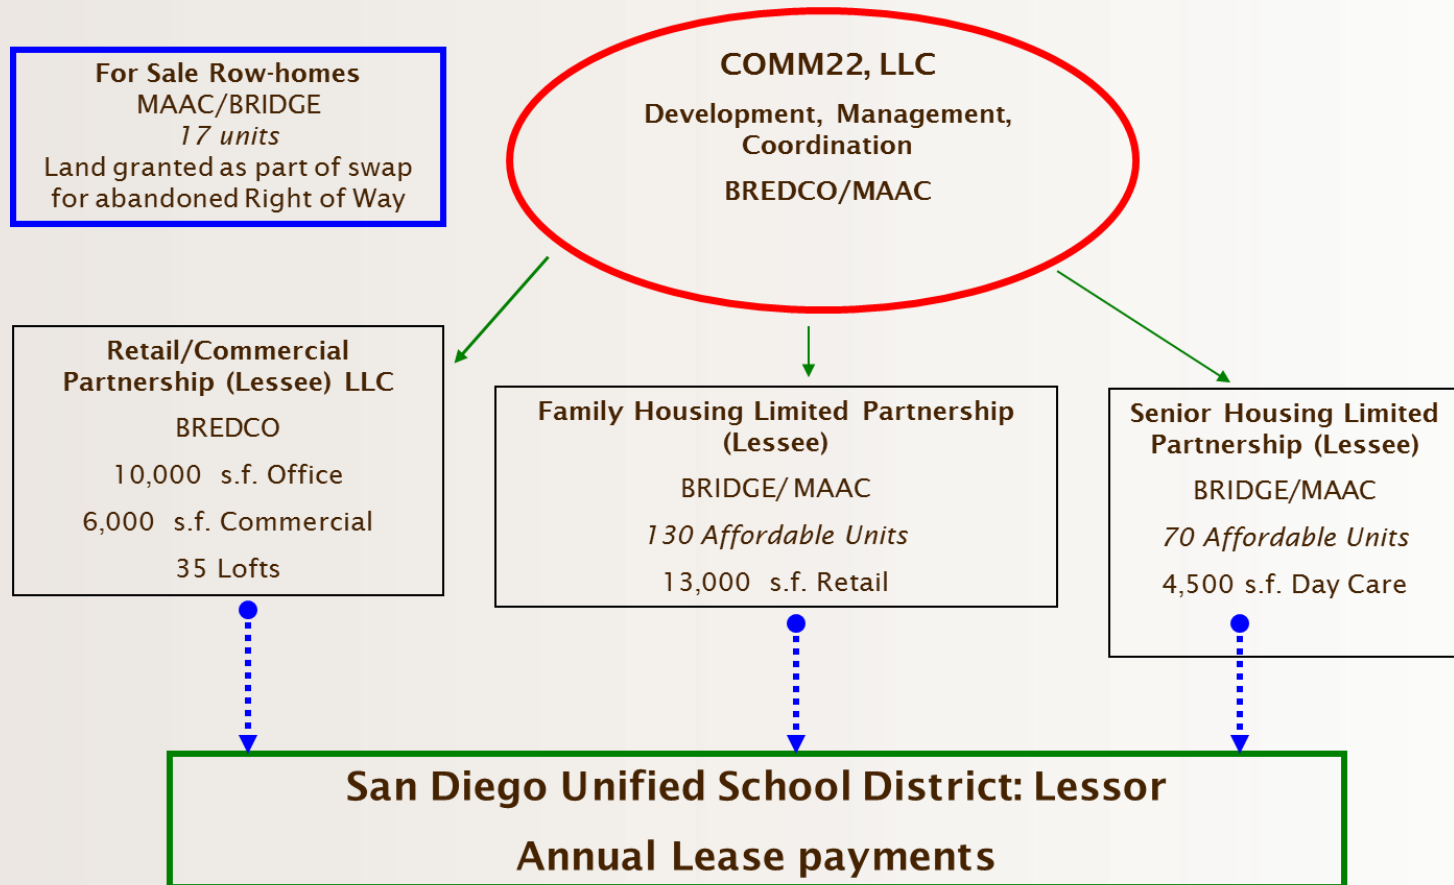 For Sale Row-homes
MAAC/BRIDGE
17 units
Land granted as part of swap
for abandoned Right of Way
COMM22, LLC
Development, Management,
Coordination
BREDCO/MAAC
Retail/Commercial
Partnership (Lessee) LLC
BREDCO
10,000 s.f. Office
6,000 s.f. Commercial
35 Lofts
Family Housing Limited Partnership
(Lessee)
BRIDGE/ MAAC
130 Affordable Units
13,000 s.f. Retail
Senior Housing Limited
Partnership (Lessee)
BRIDGE/MAAC
70 Affordable Units
4,500 s.f. Day Care
San Diego Unified School District: Lessor
Annual Lease payments